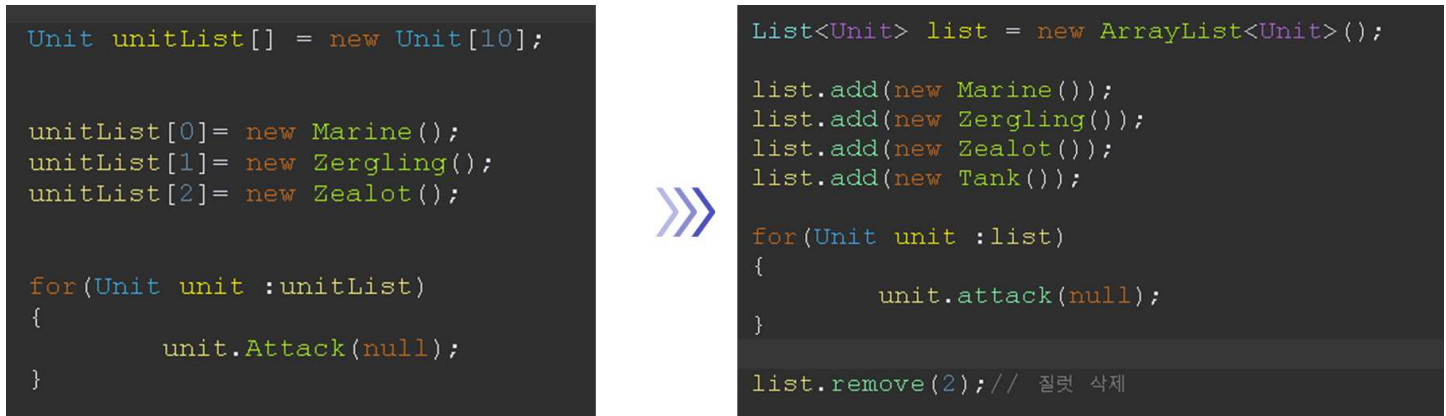 Unit unitList[] = new Unit[10];
unitList[0]= new Marine();
unitList[1]= new Zergling();
unitList[2]= new Zealot();
for(Unit unit :unitList)
{
unit.Attack(null);
}
List<Unit> list = new ArrayList<Unit>();
list.add(new Marine());
list.add(new Zergling());
list.add(new Zealot());
list.add(new Tank());
for(Unit unit :list)
{
unit.attack(null);
}
list.remove(2);// 질럿 삭제